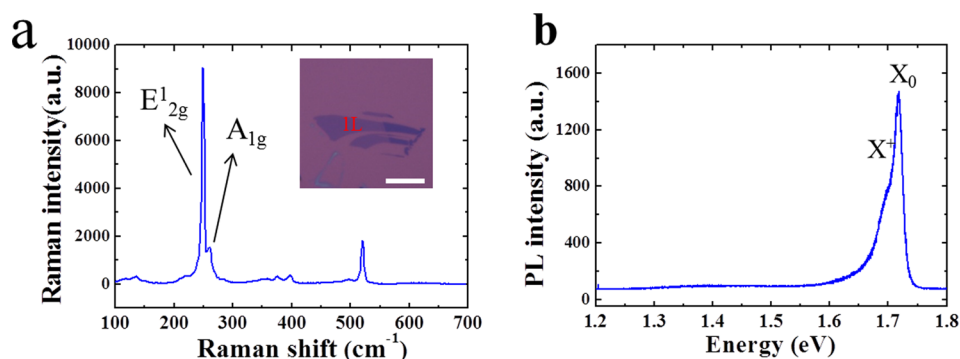 a
Raman intensity(a.u.)
10000
8000
6000
4000
2000
0
E¹₂g
A₁g
1L
100 200 300 400 500 600 700
Raman shift (cm⁻¹)
b
PL intensity (a.u.)
1600
1200
800
400
0
X₀
X⁺
1.2 1.3 1.4 1.5 1.6 1.7 1.8
Energy (eV)